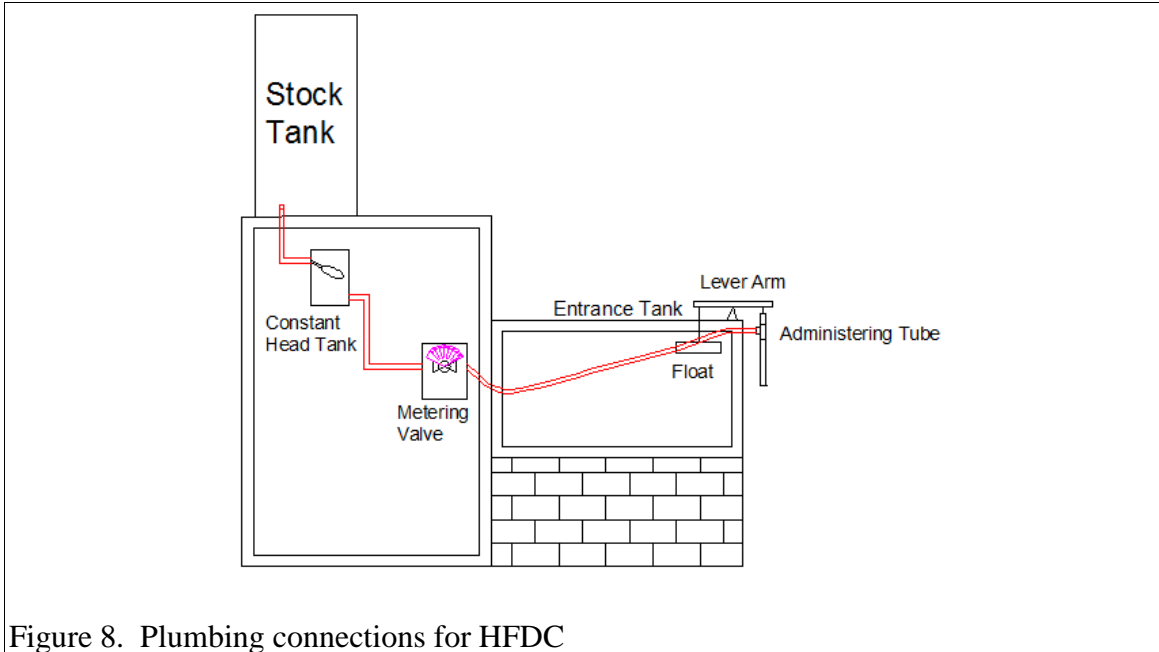 Stock
Tank
Constant
Head Tank
Metering
Valve
Entrance Tank
Lever Arm
Float
Administering Tube
Figure 8.  Plumbing connections for HFDC